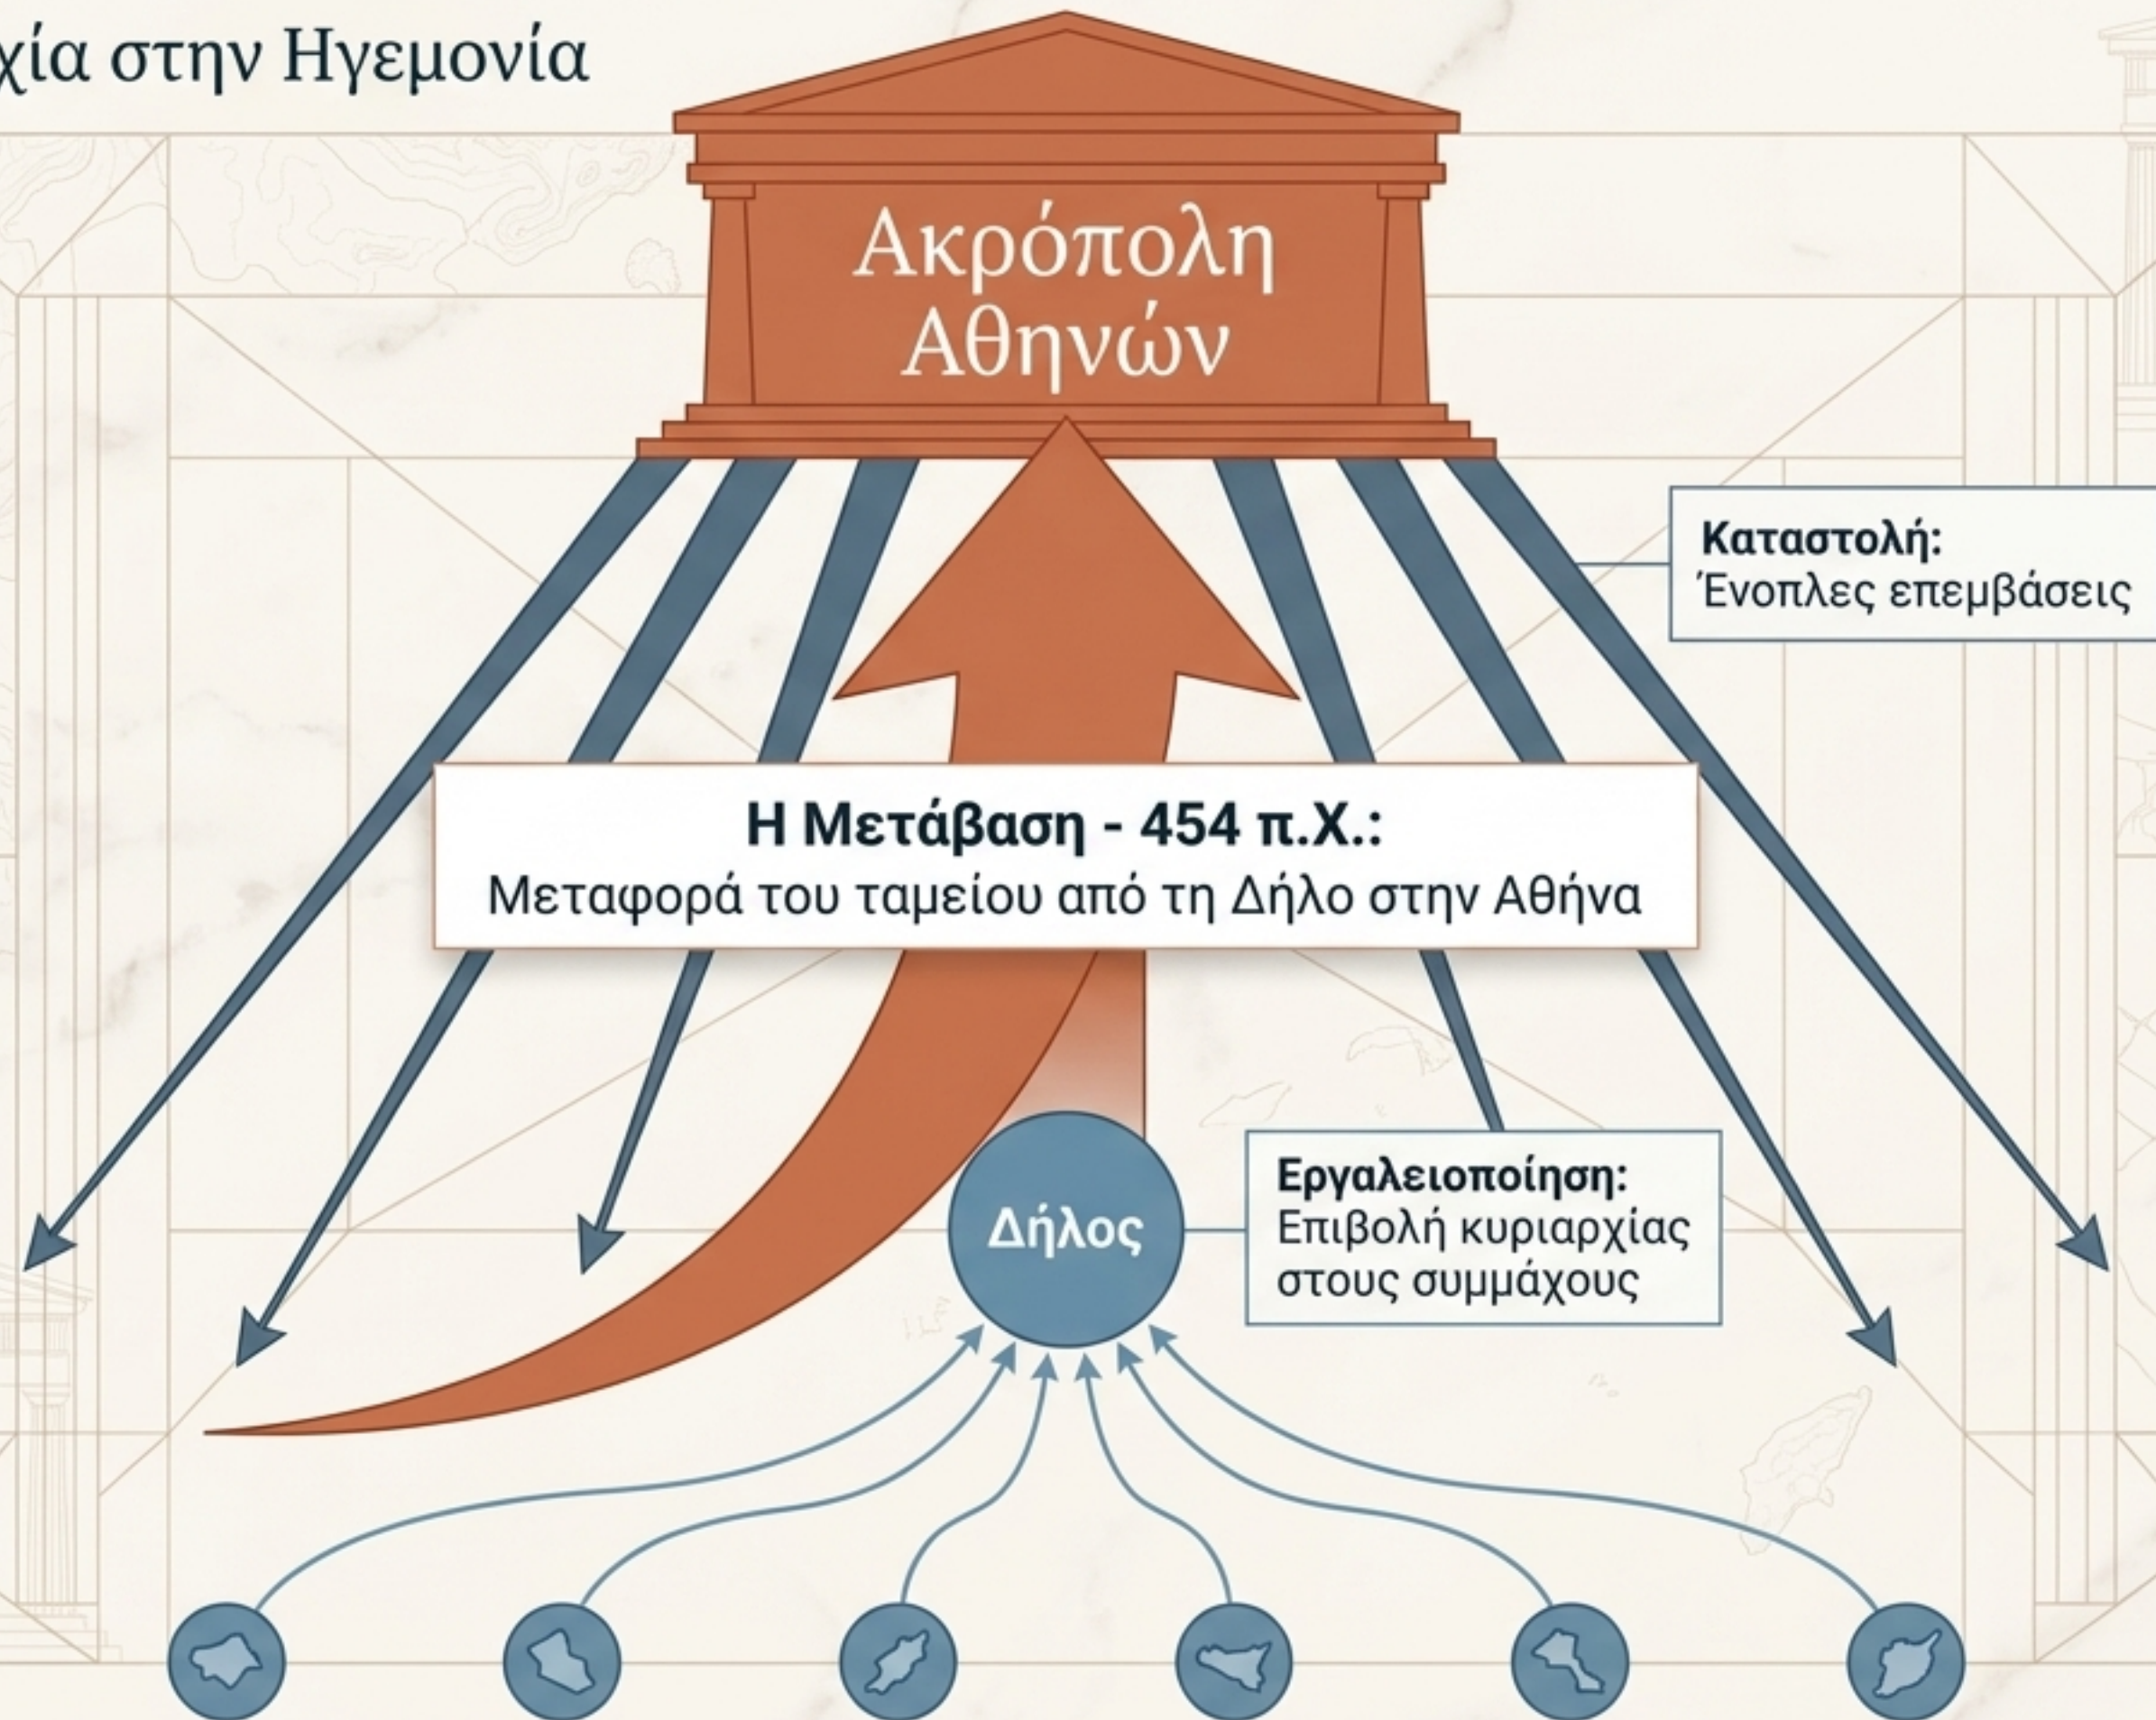 χία στην Ηγεμονία
Ακρόπολη
Αθηνών
Καταστολή:
Ένοπλες επεμβάσεις
Η Μετάβαση - 454 π.Χ.:
Μεταφορά του ταμείου από τη Δήλο στην Αθήνα
Δήλος
Εργαλειοποίηση:
Επιβολή κυριαρχίας
στους συμμάχους